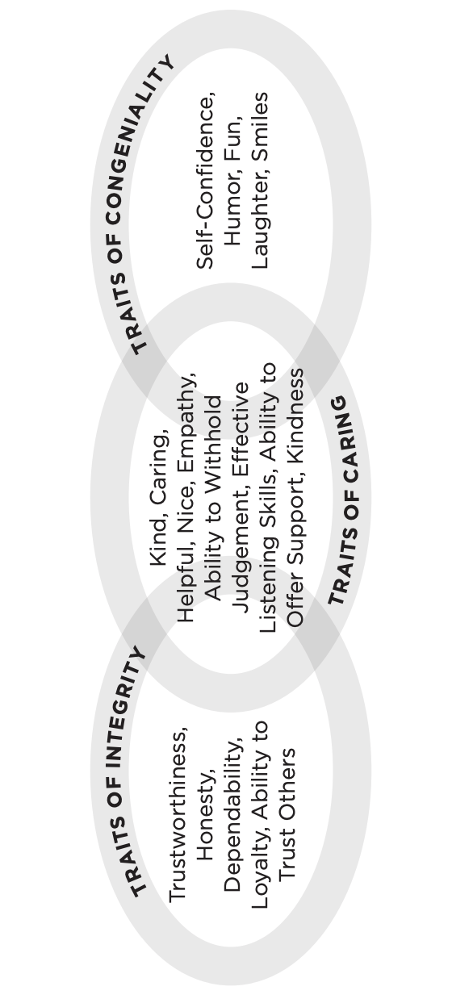 TRAITS OF INTEGRITY
Trustworthiness,
Honesty,
Dependability,
Loyalty, Ability to
Trust Others
Kind, Caring,
Helpful, Nice, Empathy,
Ability to Withhold
Judgement, Effective
Listening Skills, Ability to
Offer Support, Kindness
TRAITS OF CARING
TRAITS OF CONGENIALITY
Self-Confidence,
Humor, Fun,
Laughter, Smiles